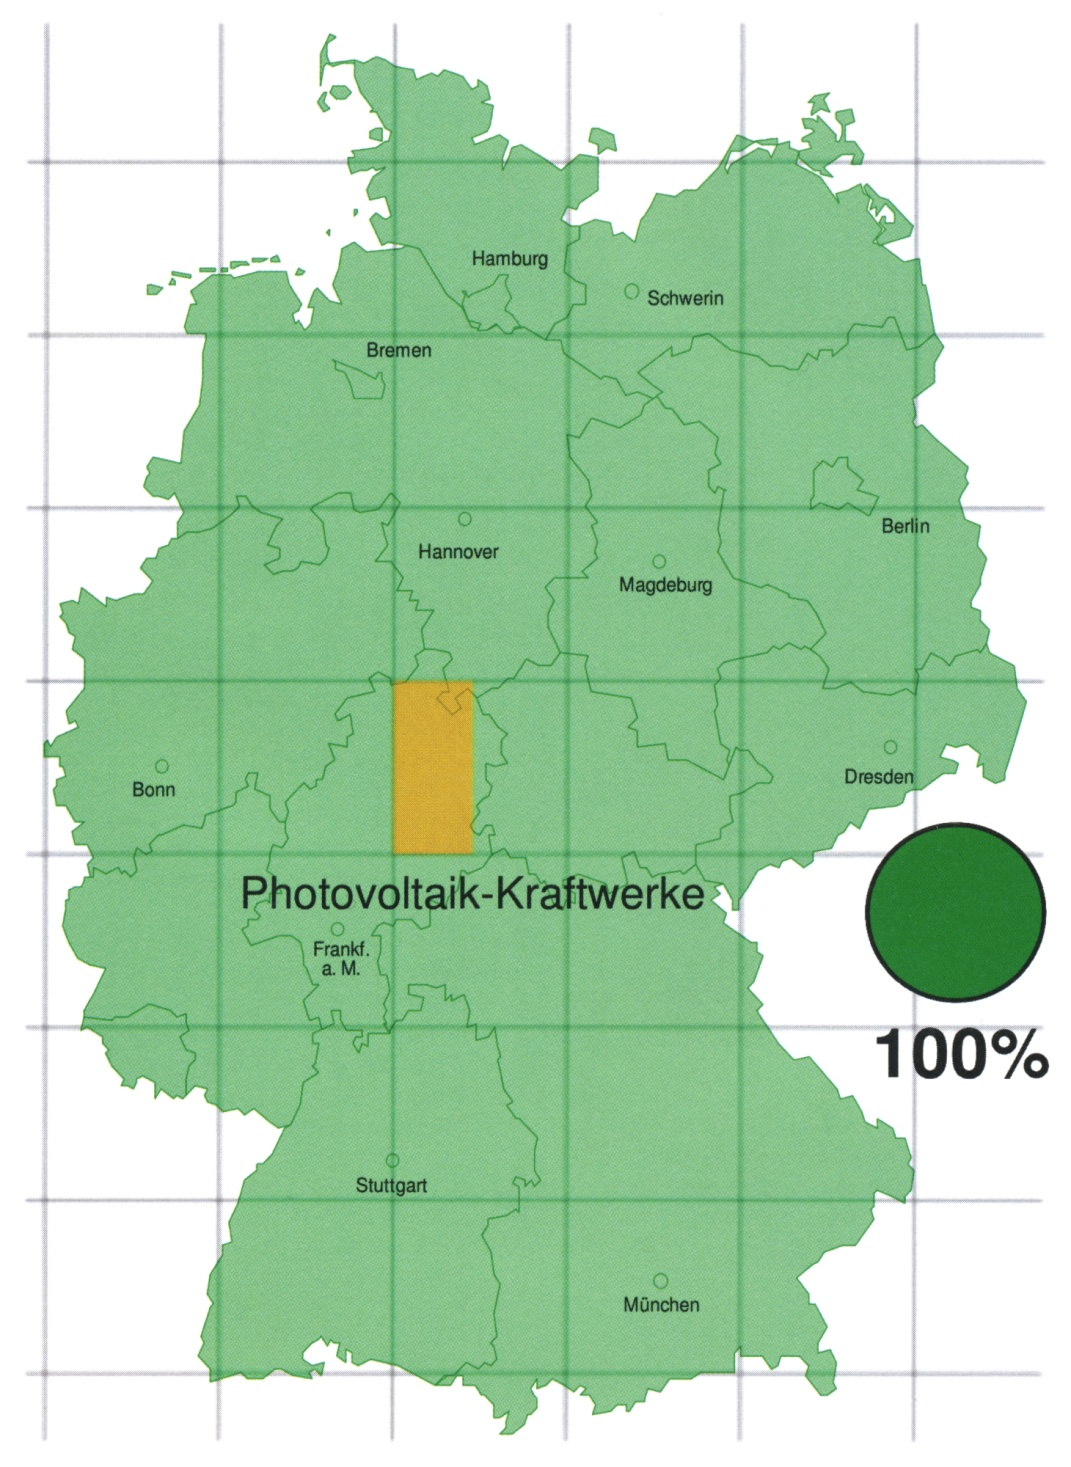 Hamburg
Schwerin
Bremen
Berlin
Hannover
Magdeburg
Bonn
Dresden
Photovoltaik-Kraftwerke
Frankf.
a. M.
100%
Stuttgart
München